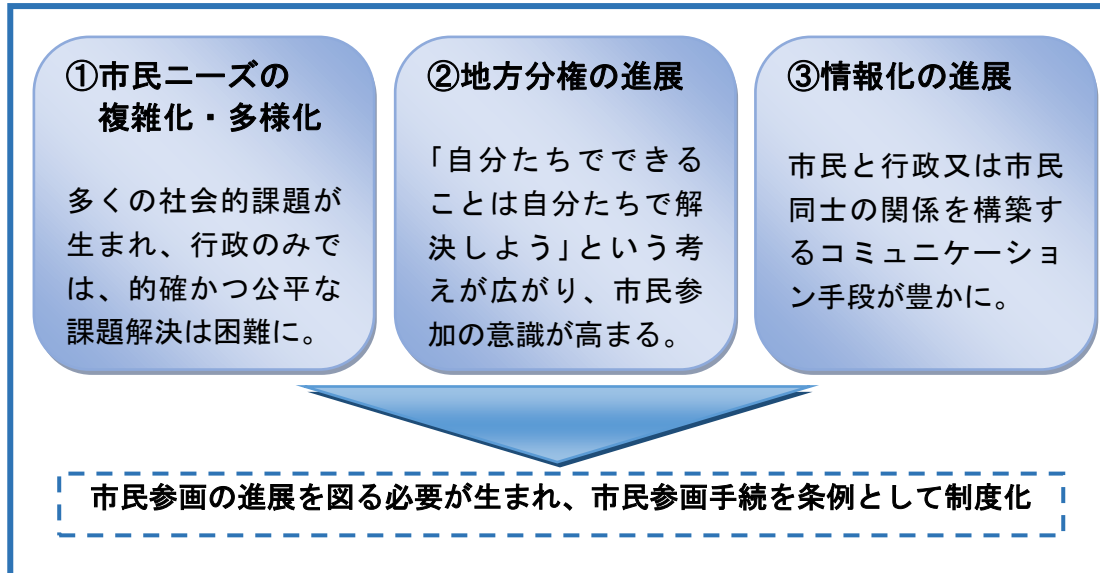 ①市民ニーズの
複雑化・多様化
多くの社会的課題が
生まれ、行政のみで
は、的確かつ公平な
課題解決は困難に。
②地方分権の進展
「自分たちでできる
ことは自分たちで解
決しよう」という考
えが広がり、市民参
加の意識が高まる。
③情報化の進展
市民と行政又は市民
同士の関係を構築す
るコミュニケーショ
ン手段が豊かに。
市民参画の進展を図る必要が生まれ、市民参画手続を条例として制度化